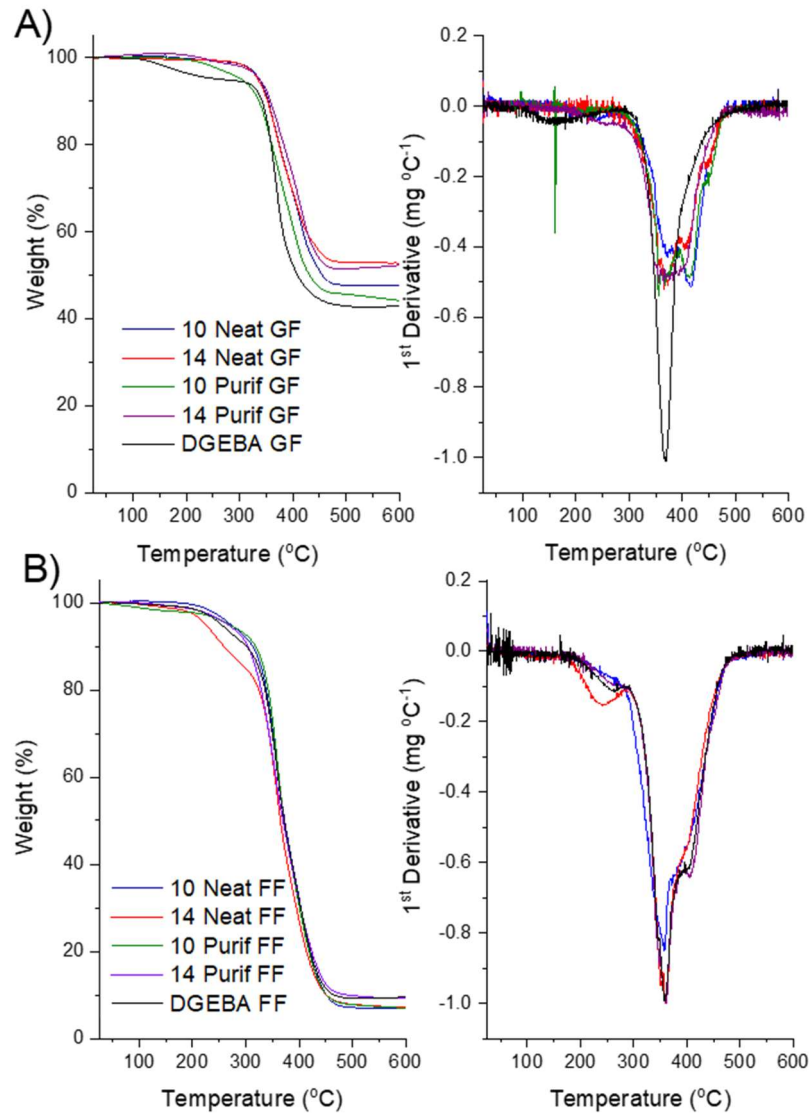 A)
100
80
60
40
20
0
Weight (%)
10 Neat GF
14 Neat GF
10 Purif GF
14 Purif GF
DGEBA GF
100 200 300 400 500 600
Temperature (°C)
0.2
0.0
-0.2
-0.4
-0.6
-0.8
-1.0
1st Derivative (mg °C-1)
100 200 300 400 500 600
Temperature (°C)
B)
100
80
60
40
20
0
Weight (%)
10 Neat FF
14 Neat FF
10 Purif FF
14 Purif FF
DGEBA FF
100 200 300 400 500 600
Temperature (°C)
0.2
0.0
-0.2
-0.4
-0.6
-0.8
-1.0
1st Derivative (mg °C-1)
100 200 300 400 500 600
Temperature (°C)